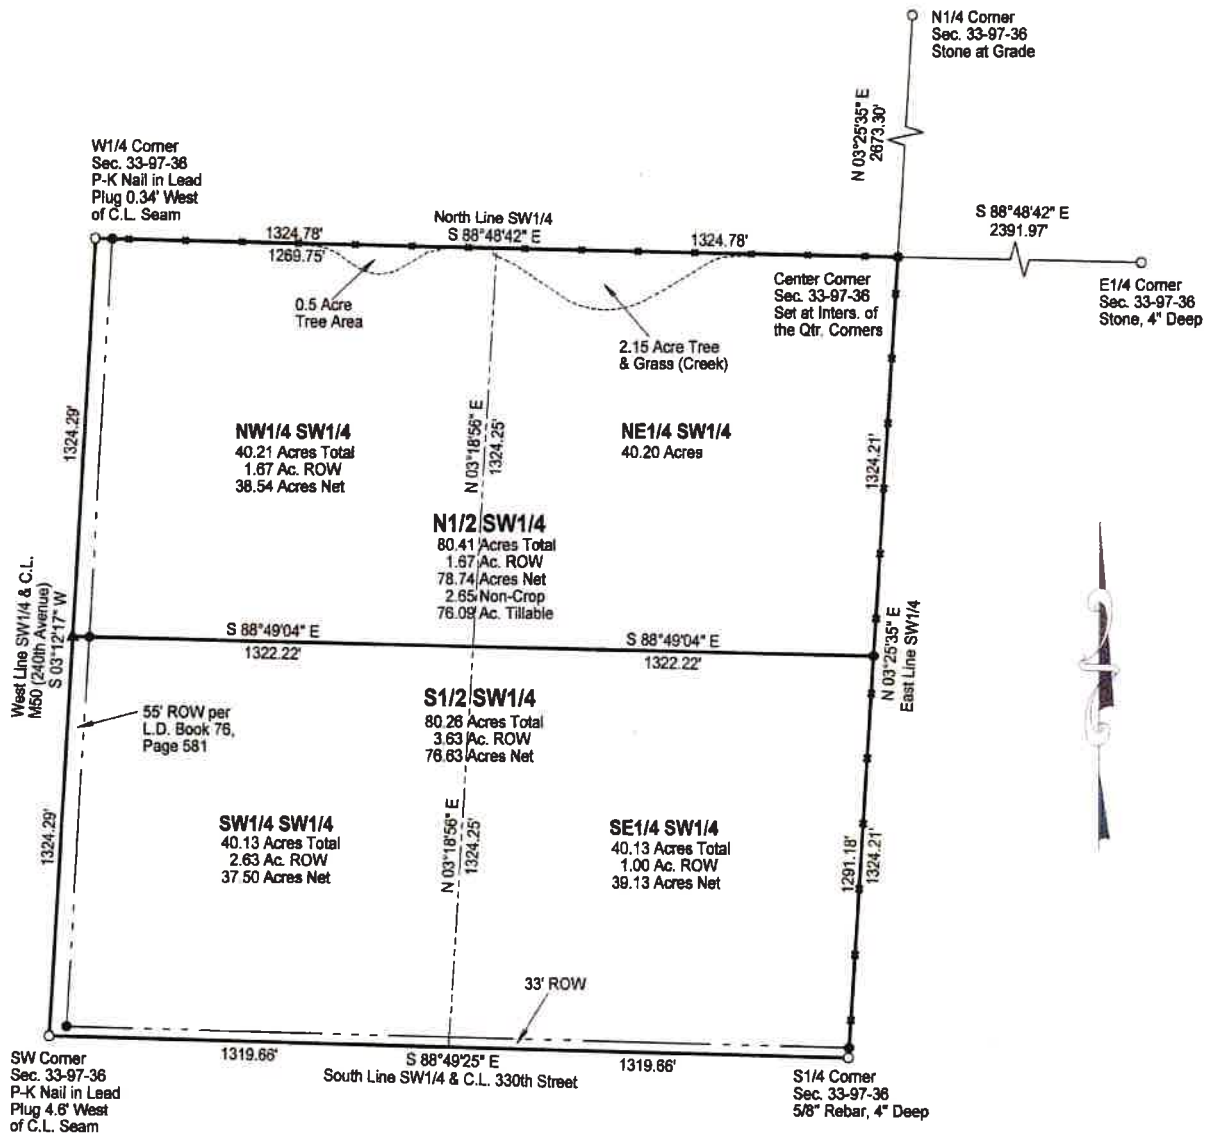 N1/4 Corner
Sec. 33-97-36
Stone at Grade
N 03°25'35" E
2673.30'
W1/4 Corner
Sec. 33-97-36
P-K Nail in Lead
Plug 0.34' West
of C.L. Seam
North Line SW1/4
1324.78'
S 88°48'42" E
1324.78'
1269.75'
S 88°48'42" E
2391.97'
Center Corner
Sec. 33-97-36
Set at Inters. of
the Qtr. Corners
E1/4 Corner
Sec. 33-97-36
Stone, 4" Deep
0.5 Acre
Tree Area
2.15 Acre Tree
& Grass (Creek)
1324.29'
NW1/4 SW1/4
40.21 Acres Total
1.67 Ac. ROW
38.54 Acres Net
N 03°18'56" E
1324.25'
NE1/4 SW1/4
40.20 Acres
1324.21'
N1/2 SW1/4
80.41 Acres Total
1.67 Ac. ROW
78.74 Acres Net
2.65 Non-Crop
76.09 Ac. Tillable
West Line SW1/4 & C.L.
M50 (240th Avenue)
S 03°12'17" W
S 88°49'04" E
1322.22'
S 88°49'04" E
1322.22'
N 03°25'35" E
East Line SW1/4
55' ROW per
L.D. Book 76,
Page 581
S1/2 SW1/4
80.26 Acres Total
3.63 Ac. ROW
76.63 Acres Net
1324.29'
SW1/4 SW1/4
40.13 Acres Total
2.63 Ac. ROW
37.50 Acres Net
N 03°18'56" E
1324.25'
SE1/4 SW1/4
40.13 Acres Total
1.00 Ac. ROW
39.13 Acres Net
1291.18'
1324.21'
33' ROW
1319.66'
S 88°49'25" E
1319.66'
South Line SW1/4 & C.L. 330th Street
SW Corner
Sec. 33-97-36
P-K Nail in Lead
Plug 4.6' West
of C.L. Seam
S1/4 Corner
Sec. 33-97-36
5/8" Rebar, 4" Deep